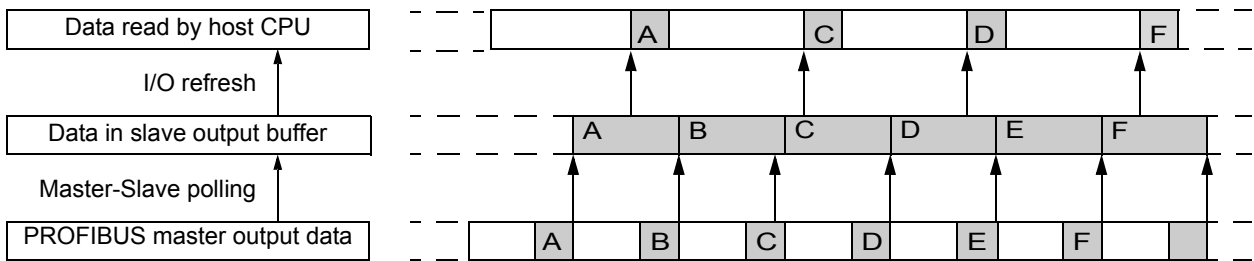 Data read by host CPU
A C D F
I/O refresh
Data in slave output buffer
A B C D E F
Master-Slave polling
PROFIBUS master output data
A B C D E F